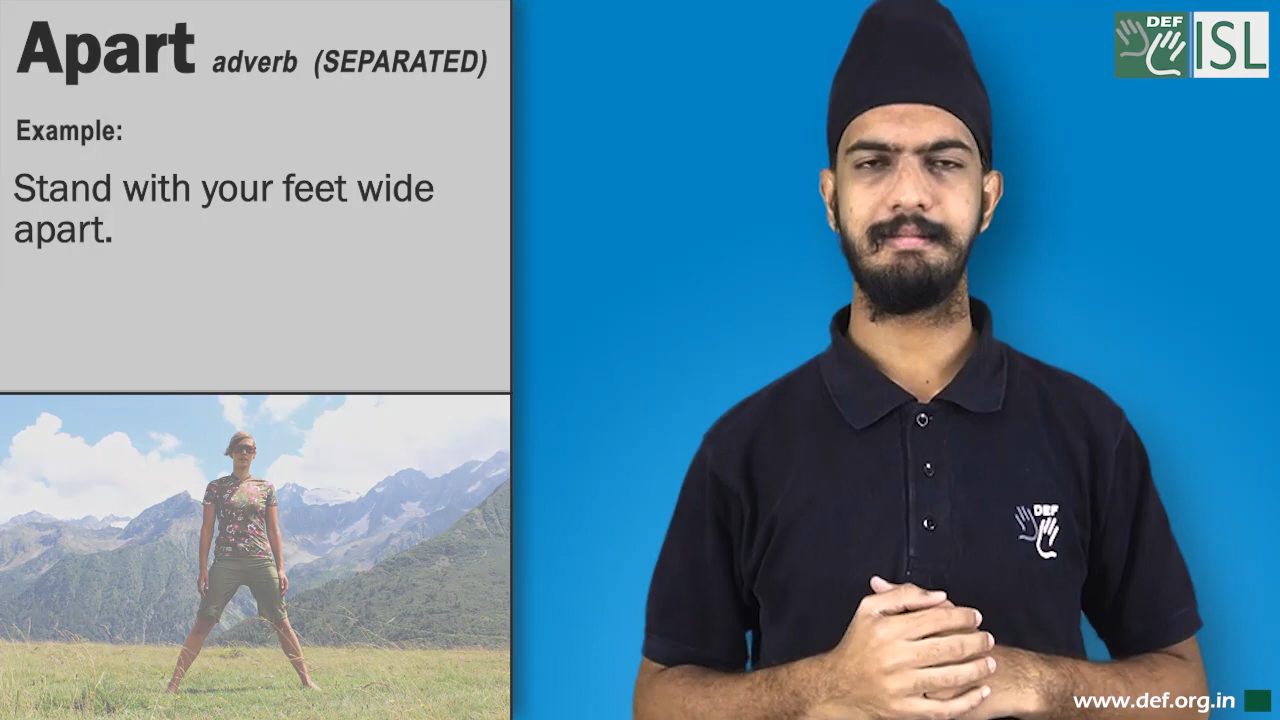 Apart adverb (SEPARATED)
Example:
Stand with your feet wide
apart.
DEF
ISL
DEF
www.def.org.in